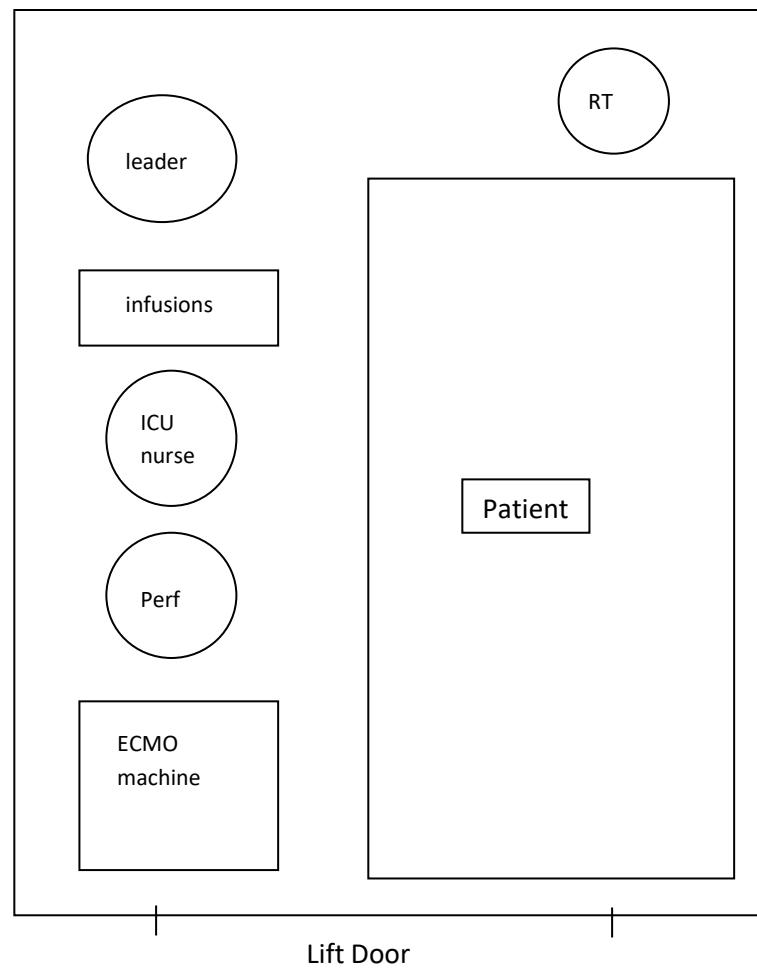 RT
leader
infusions
ICU
nurse
Patient
Perf
ECMO
machine
Lift Door